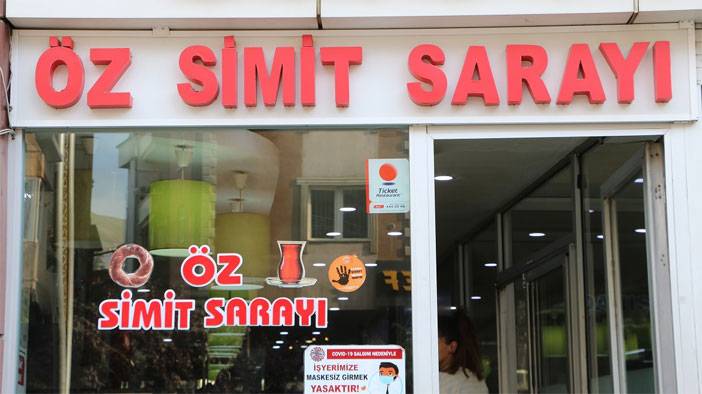 ÖZ SİMİT SARAYI
Ticket
Restaurant
ÖZ
SİMİT SARAYI
COVID-19 SALGINI NEDENİYLE
İŞYERİMİZE
MASKESİZ GİRMEK
YASAKTIR!